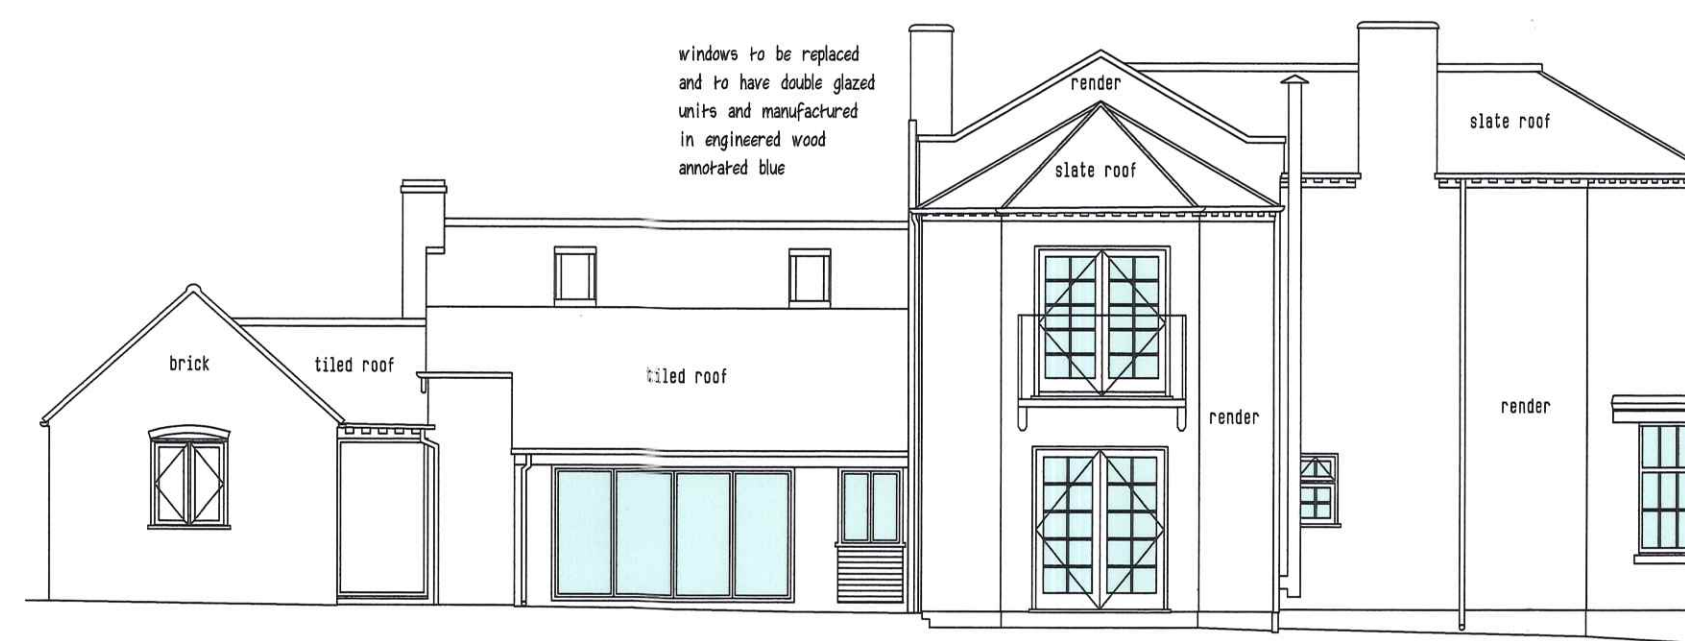 windows to be replaced
and to have double glazed
units and manufactured
in engineered wood
annotated blue
render
slate roof
slate roof
brick
tiled roof
tiled roof
render
render